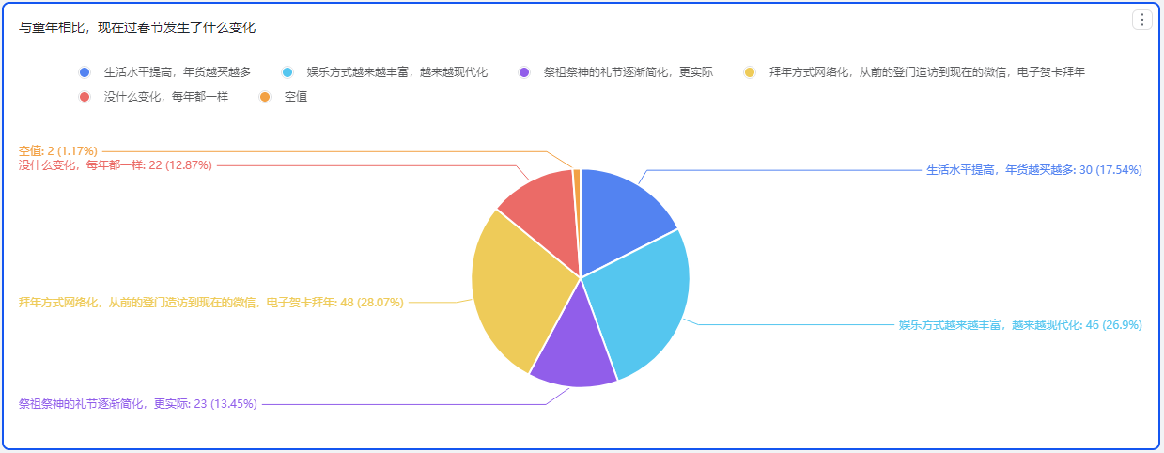 与童年相比，现在过春节发生了什么变化
生活水平提高，年货越买越多
娱乐方式越来越丰富，越来越现代化
祭祖祭神的礼节逐渐简化，更实际
拜年方式网络化，从前的登门造访到现在的微信，电子贺卡拜年
没什么变化，每年都一样
空值
空值: 2 (1.17%)
没什么变化，每年都一样: 22 (12.87%)
生活水平提高，年货越买越多: 30 (17.54%)
拜年方式网络化，从前的登门造访到现在的微信，电子贺卡拜年: 48 (28.07%)
娱乐方式越来越丰富，越来越现代化: 46 (26.9%)
祭祖祭神的礼节逐渐简化，更实际: 23 (13.45%)